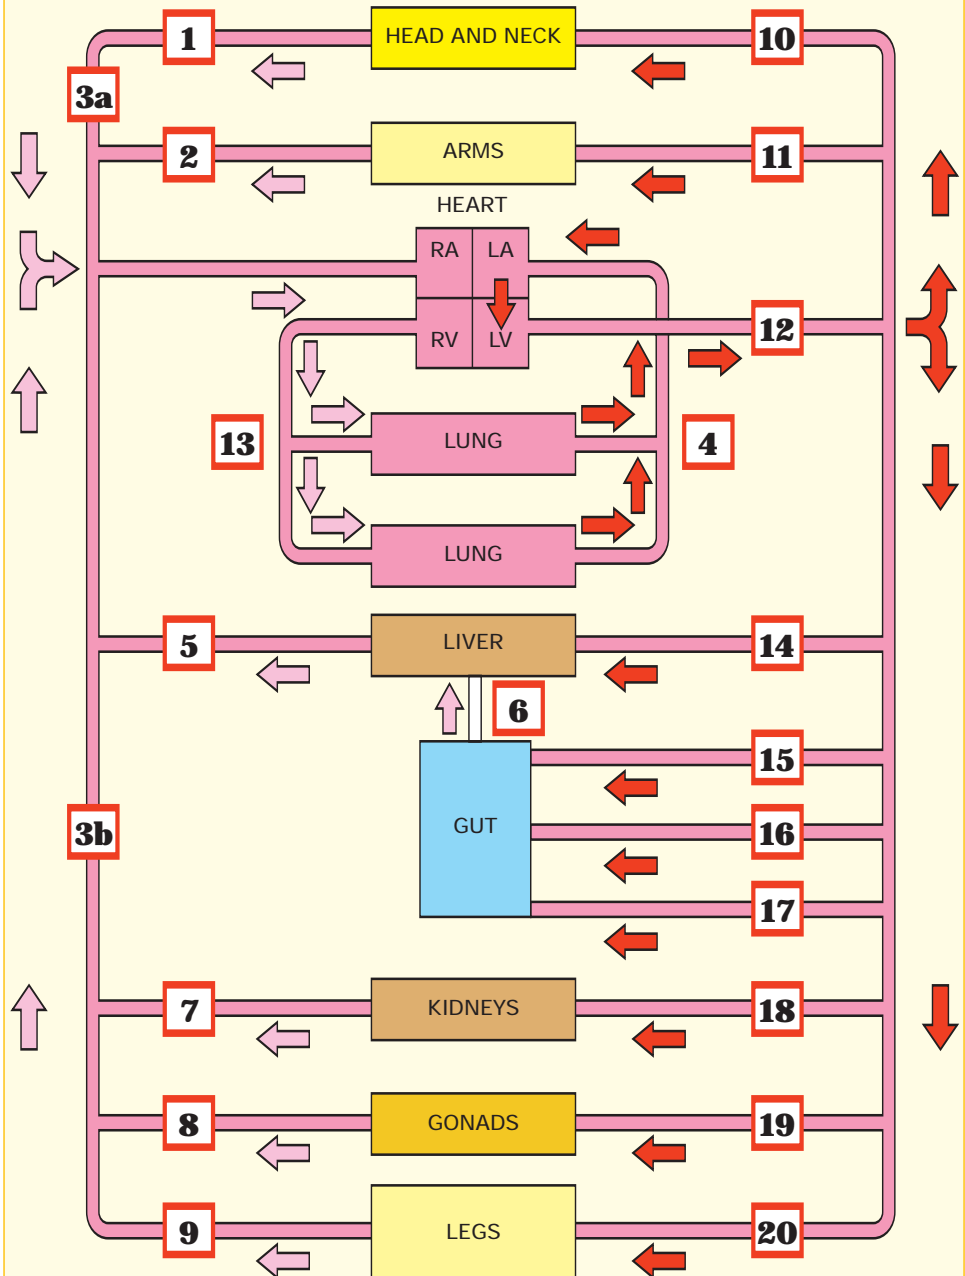 1
HEAD AND NECK
10
3a
2
ARMS
11
HEART
RA
LA
RV
LV
12
13
LUNG
4
LUNG
5
LIVER
14
6
15
GUT
16
3b
17
7
KIDNEYS
18
8
GONADS
19
9
LEGS
20